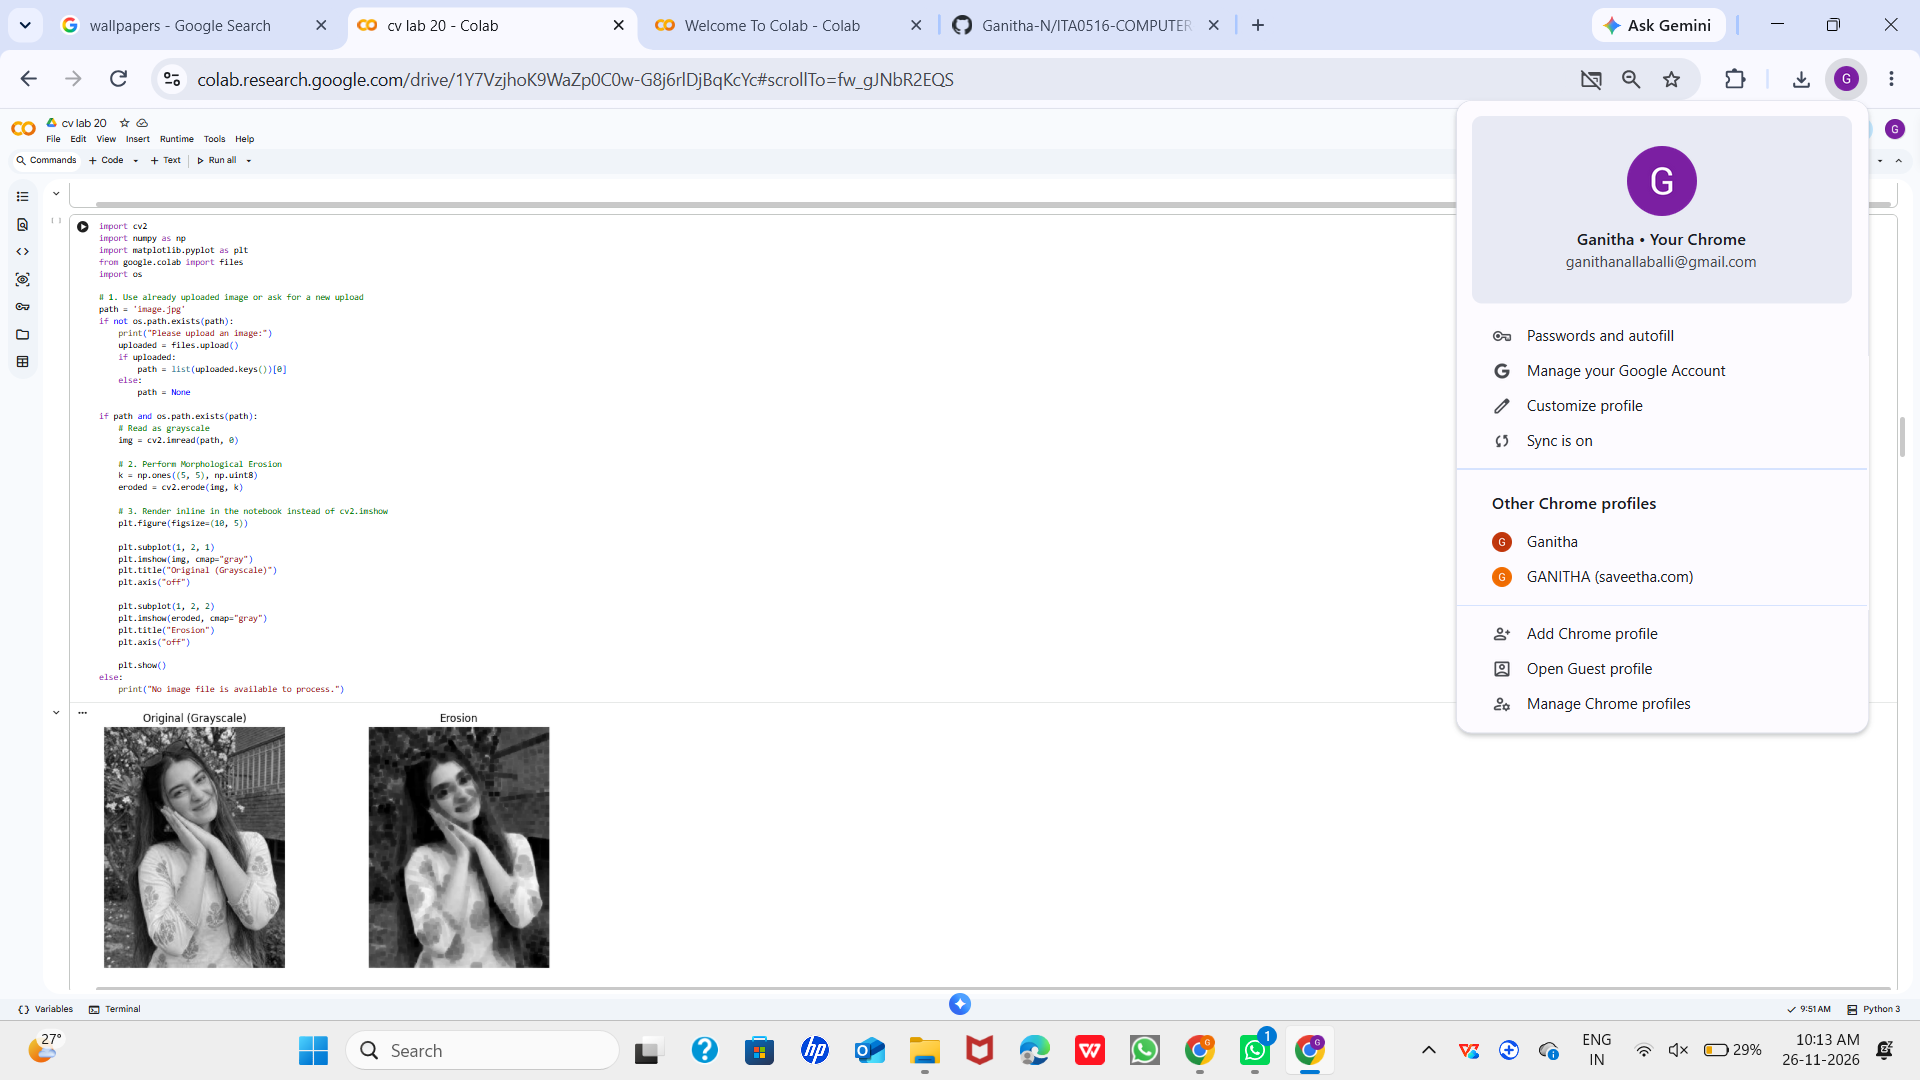 wallpapers - Google Search
cv lab 20 - Colab
Welcome To Colab - Colab
Ganitha-N/ITA0516-COMPUTER
Ask Gemini
colab.research.google.com/drive/1Y7VzjhoK9WaZp0C0w-G8j6rlDjBqKcYc#scrollTo=fw_gJNbR2EQS
G
cv lab 20
File Edit View Insert Runtime Tools Help
G
Commands + Code + Text Run all
[ ]
import cv2
import numpy as np
import matplotlib.pyplot as plt
from google.colab import files
import os
# 1. Use already uploaded image or ask for a new upload
path = 'image.jpg'
if not os.path.exists(path):
print("Please upload an image:")
uploaded = files.upload()
if uploaded:
path = list(uploaded.keys())[0]
else:
path = None
if path and os.path.exists(path):
# Read as grayscale
img = cv2.imread(path, 0)
# 2. Perform Morphological Erosion
k = np.ones((5, 5), np.uint8)
eroded = cv2.erode(img, k)
# 3. Render inline in the notebook instead of cv2.imshow
plt.figure(figsize=(10, 5))
plt.subplot(1, 2, 1)
plt.imshow(img, cmap="gray")
plt.title("Original (Grayscale)")
plt.axis("off")
plt.subplot(1, 2, 2)
plt.imshow(eroded, cmap="gray")
plt.title("Erosion")
plt.axis("off")
plt.show()
else:
print("No image file is available to process.")
Original (Grayscale)
Erosion
G
Ganitha • Your Chrome
ganithanallaballi@gmail.com
Passwords and autofill
Manage your Google Account
Customize profile
Sync is on
Other Chrome profiles
G Ganitha
G GANITHA (saveetha.com)
Add Chrome profile
Open Guest profile
Manage Chrome profiles
Variables Terminal
9:51 AM Python 3
27°
Search
hp
W
G
1
G
ENG
IN
29%
10:13 AM
26-11-2026